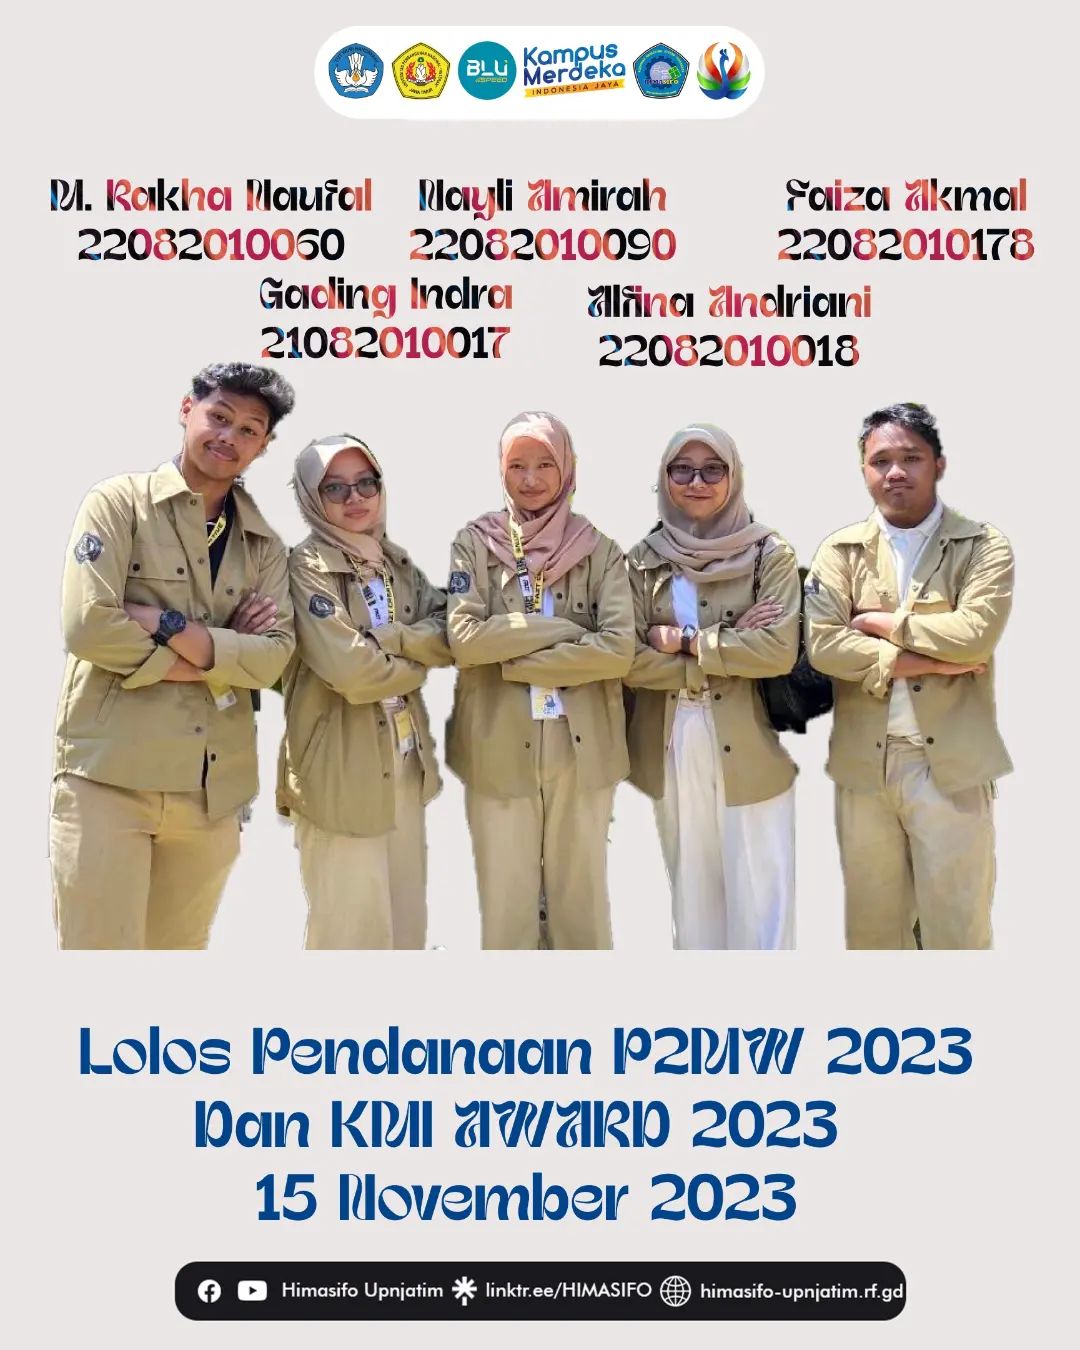 BLU
SPEED
Kampus
Merdeka
INDONESIA JAYA
M. Rakha Naufal
22082010060
Nayli Amirah
22082010090
Faiza Akmal
22082010178
Gading Indra
21082010017
Alfina Andriani
22082010018
Lolos Pendanaan P2MW 2023
Dan KMI AWARD 2023
15 November 2023
Himasifo Upnjatim
linktr.ee/HIMASIFO
himasifo-upnjatim.rf.gd